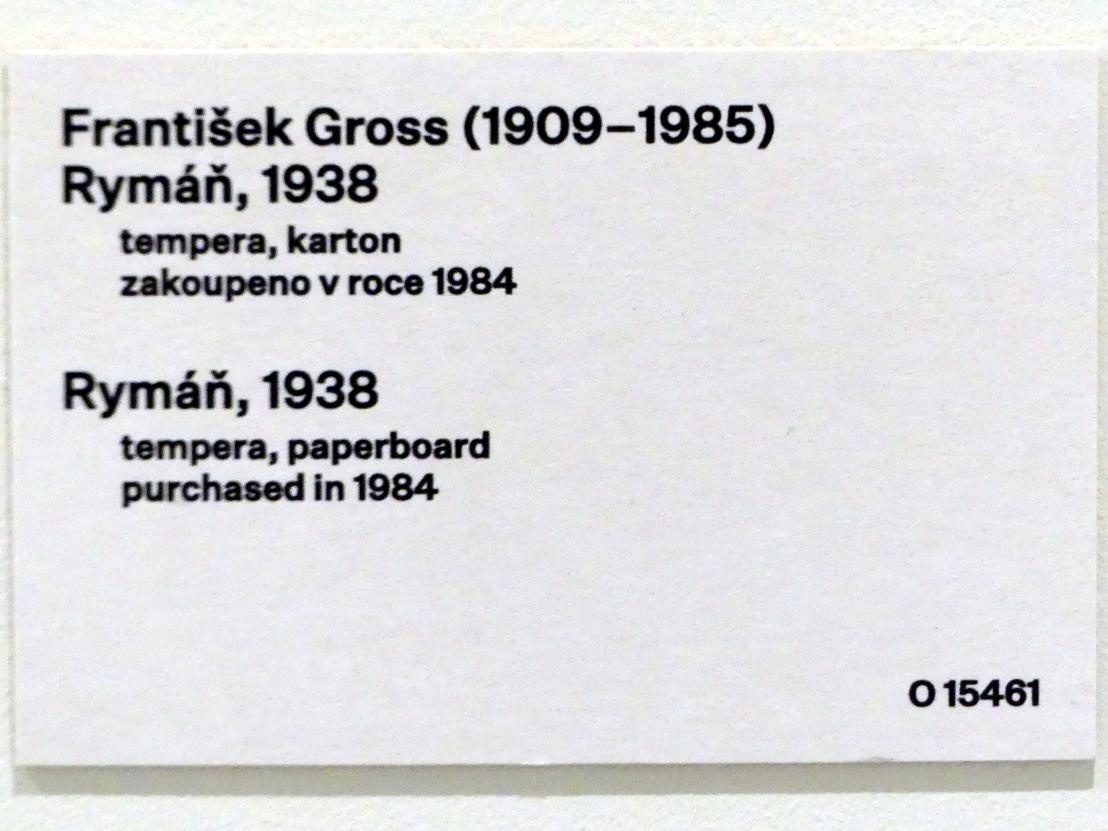 František Gross (1909–1985)
Rymáň, 1938
tempera, karton
zakoupeno v roce 1984
Rymáň, 1938
tempera, paperboard
purchased in 1984
O 15461